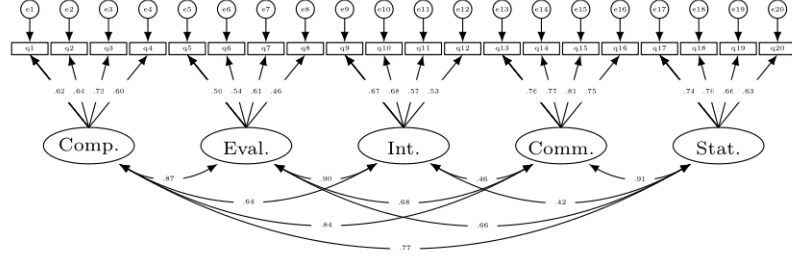 e1 e2 e3 e4 e5 e6 e7 e8 e9 e10 e11 e12 e13 e14 e15 e16 e17 e18 e19 e20
q1 q2 q3 q4 q5 q6 q7 q8 q9 q10 q11 q12 q13 q14 q15 q16 q17 q18 q19 q20
.62 .64 .73 .60 .50 .54 .61 .46 .67 .68 .57 .53 .76 .77 .81 .75 .74 .70 .66 .63
Comp. Eval. Int. Comm. Stat.
.87 .90 .46 .91
.64 .68 .42
.84 .66
.77